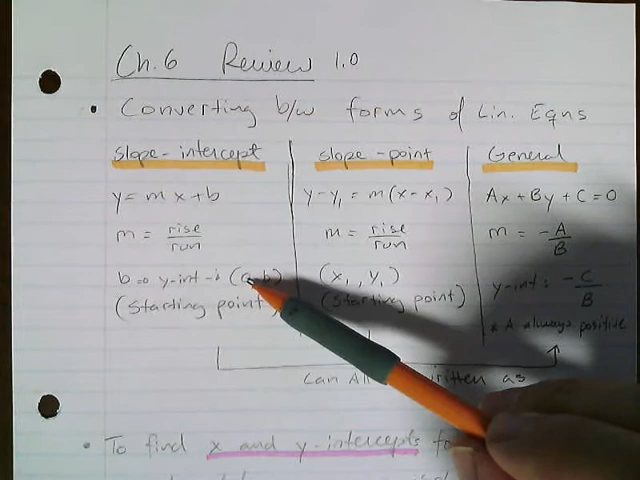 Ch.6 Review 1.0
• Converting b/w forms of Lin. Eqns
slope-intercept
y = mx + b
m = rise/run
b => y-int → (   , b)
(starting point)
slope-point
y - y₁ = m(x - x₁)
m = rise/run
(x₁, y₁)
(starting point)
General
Ax + By + C = 0
m = -A/B
y-int: -C/B
* A always positive
Can All written as
• To find x and y-intercepts